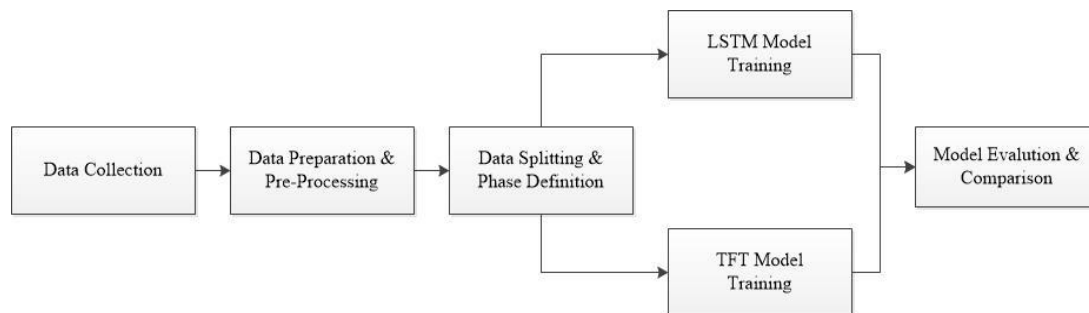 Data Collection
Data Preparation &
Pre-Processing
Data Splitting &
Phase Definition
LSTM Model
Training
TFT Model
Training
Model Evalution &
Comparison